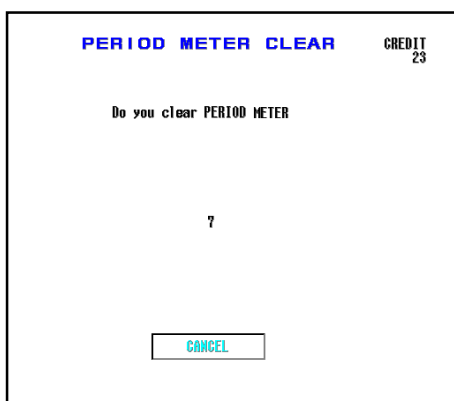 PERIOD METER CLEAR
CREDIT
23
Do you clear PERIOD METER
7
CANCEL